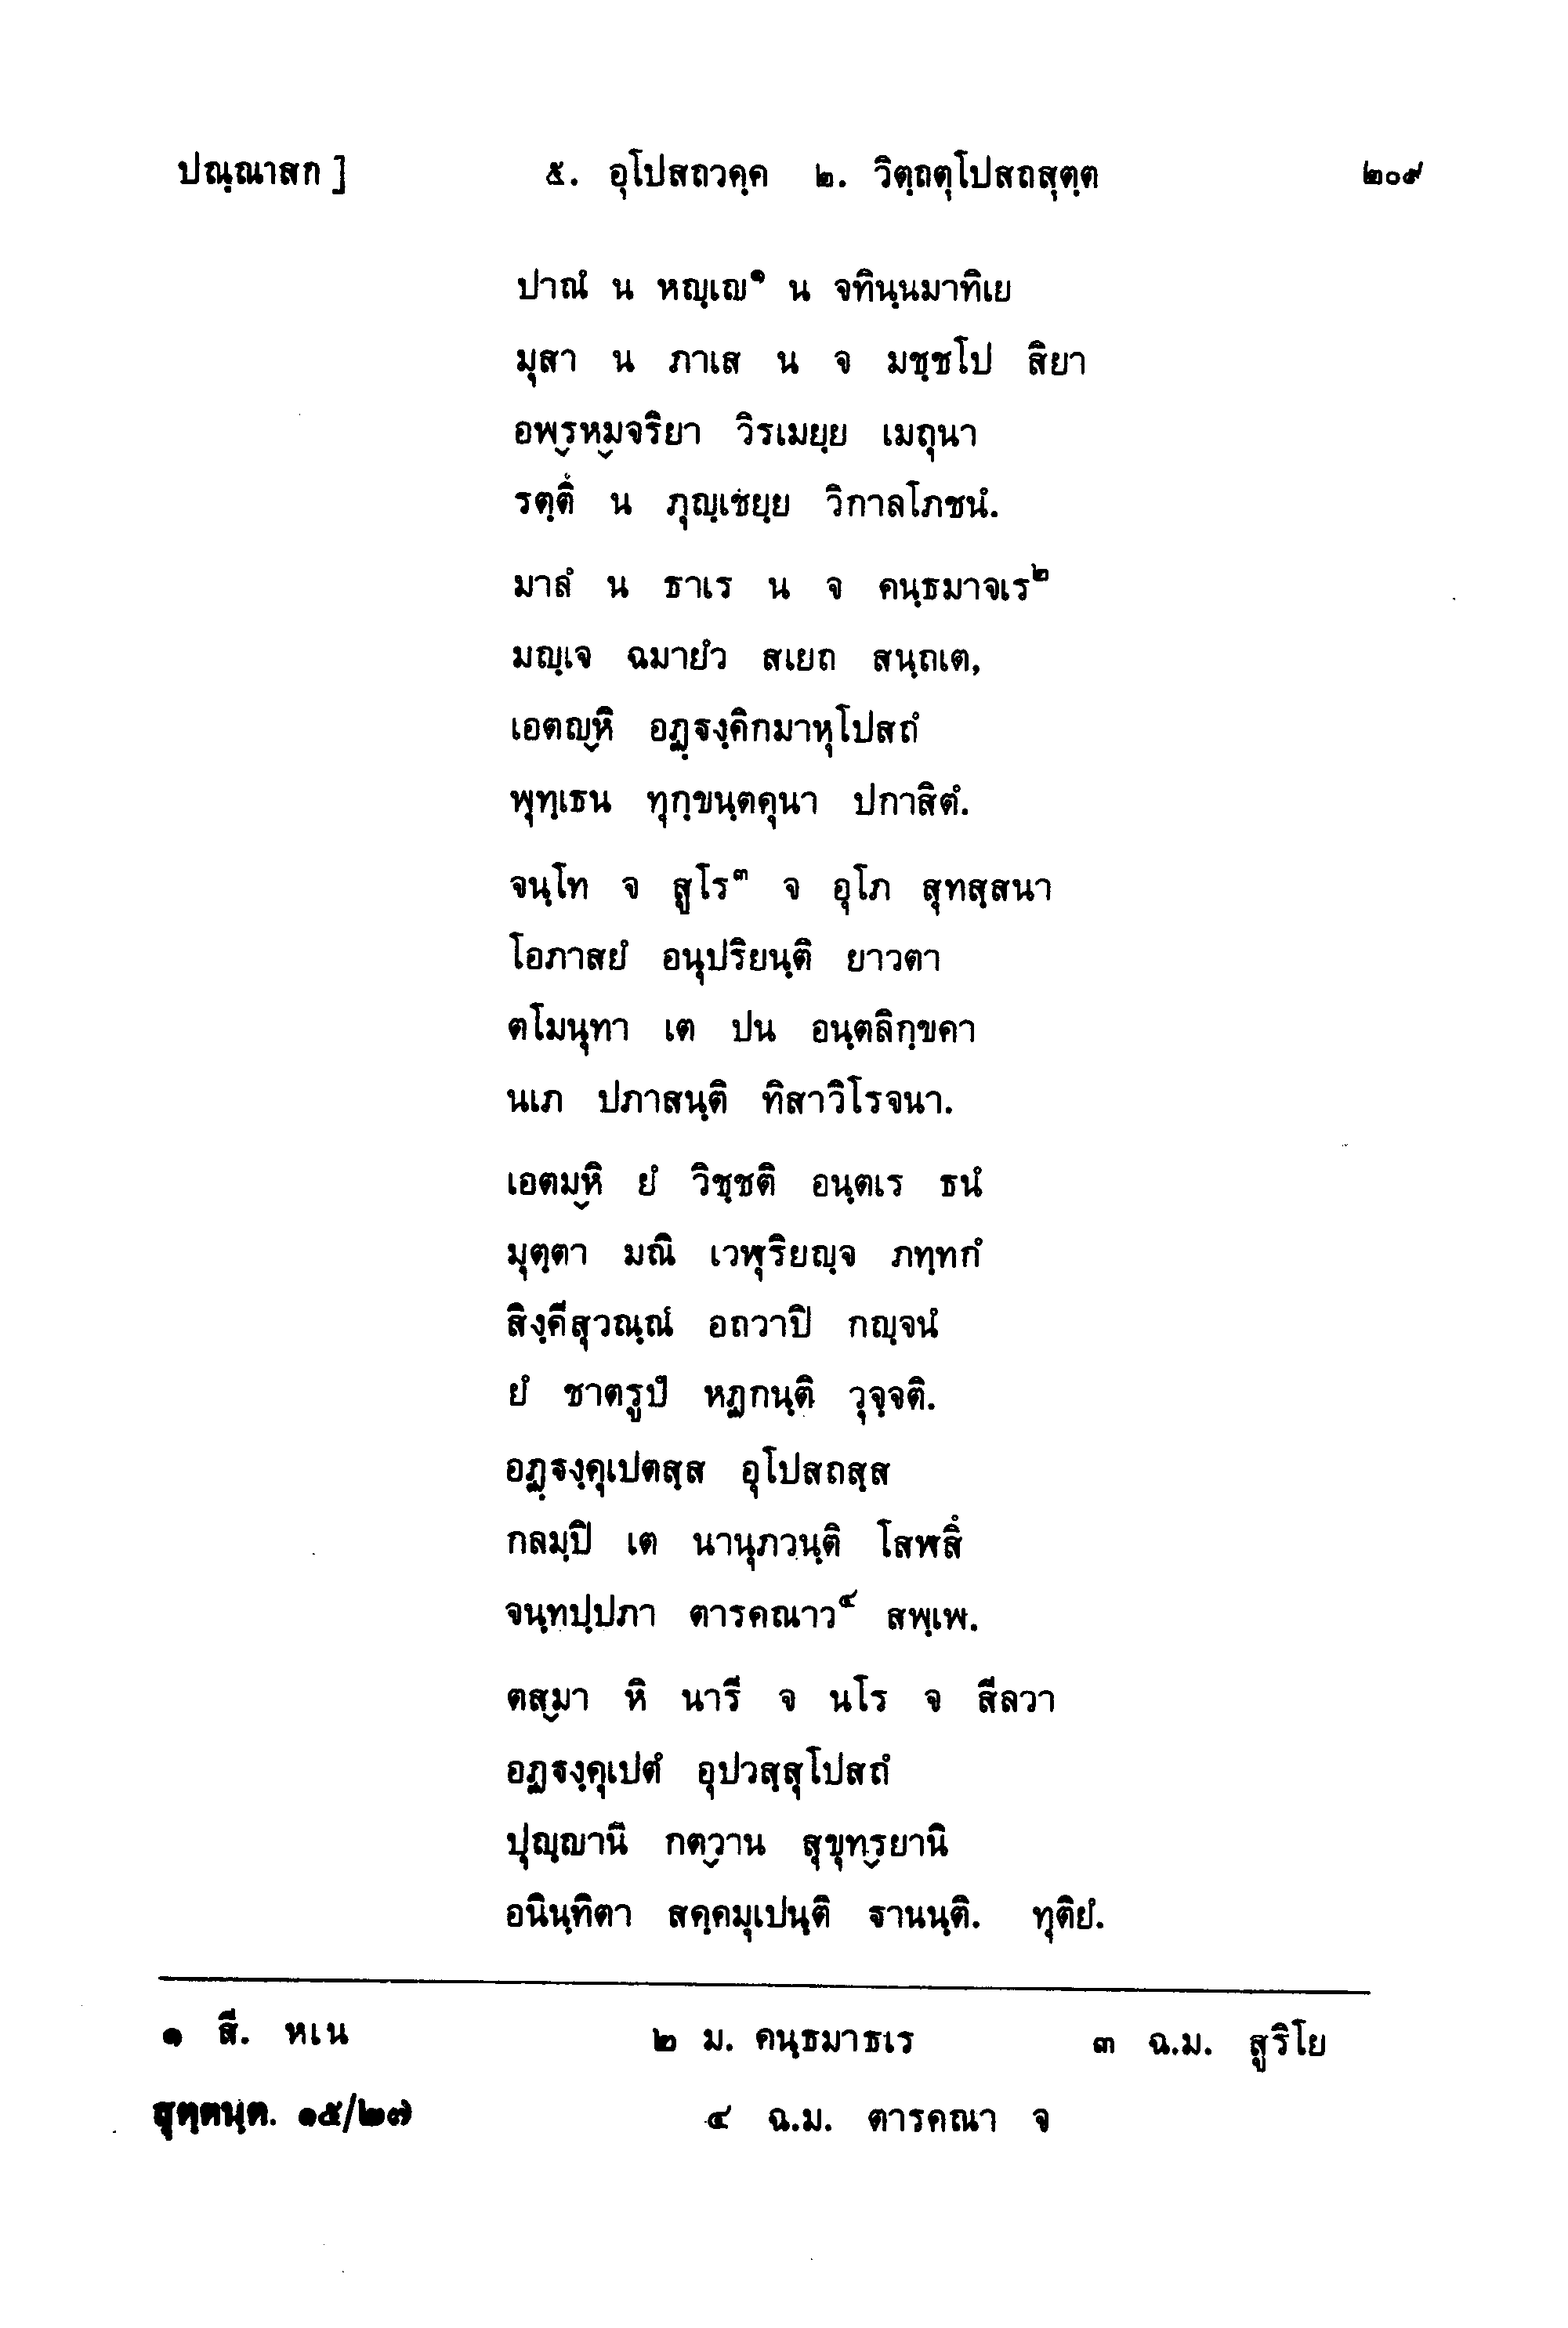 ปณฺณาสก ] ๕. อุโปสถวคฺค ๒. วิตฺถตุโปสถสุตฺต ๒๐๙
ปาณํ น หญฺเญ๑ น จทินฺนมาทิเย
มุสา น ภาเส น จ มชฺชโป สิยา
อพฺรหฺมจริยา วิรเมยฺย เมถุนา
รตฺตึ น ภุญฺเชยฺย วิกาลโภชนํ.
มาลํ น ธาเร น จ คนฺธมาจเร๒
มญฺเจ ฉมายํว สเยถ สนฺถเต,
เอตญฺหิ อฏฺฐงฺคิกมาหุโปสถํ
พุทฺเธน ทุกฺขนฺตคุนา ปกาสิตํ.
จนฺโท จ สูโร๓ จ อุโภ สุทสฺสนา
โอภาสยํ อนุปริยนฺติ ยาวตา
ตโมนุทา เต ปน อนฺตลิกฺขคา
นเภ ปภาสนฺติ ทิสาวิโรจนา.
เอตมฺหิ ยํ วิชฺชติ อนฺตเร ธนํ
มุตฺตา มณิ เวฬุริยญฺจ ภทฺทกํ
สิงฺคีสุวณฺณํ อถวาปิ กญฺจนํ
ยํ ชาตรูปํ หฏกนฺติ วุจฺจติ.
อฏฺฐงฺคุเปตสฺส อุโปสถสฺส
กลมฺปิ เต นานุภวนฺติ โสฬสึ
จนฺทปฺปภา ตารคณาว๔ สพฺเพ.
ตสฺมา หิ นารี จ นโร จ สีลวา
อฏฐงฺคุเปตํ อุปวสฺสุโปสถํ
ปุญฺญานิ กตฺวาน สุขุทฺรยานิ
อนินฺทิตา สคฺคมุเปนฺติ ฐานนฺติ. ทุติยํ.
๑ สี. หเน ๒ ม. คนฺธมาธเร ๓ ฉ.ม. สูริโย
สุตฺตนฺต. ๑๕/๒๗ ๔ ฉ.ม. ตารคณา จ